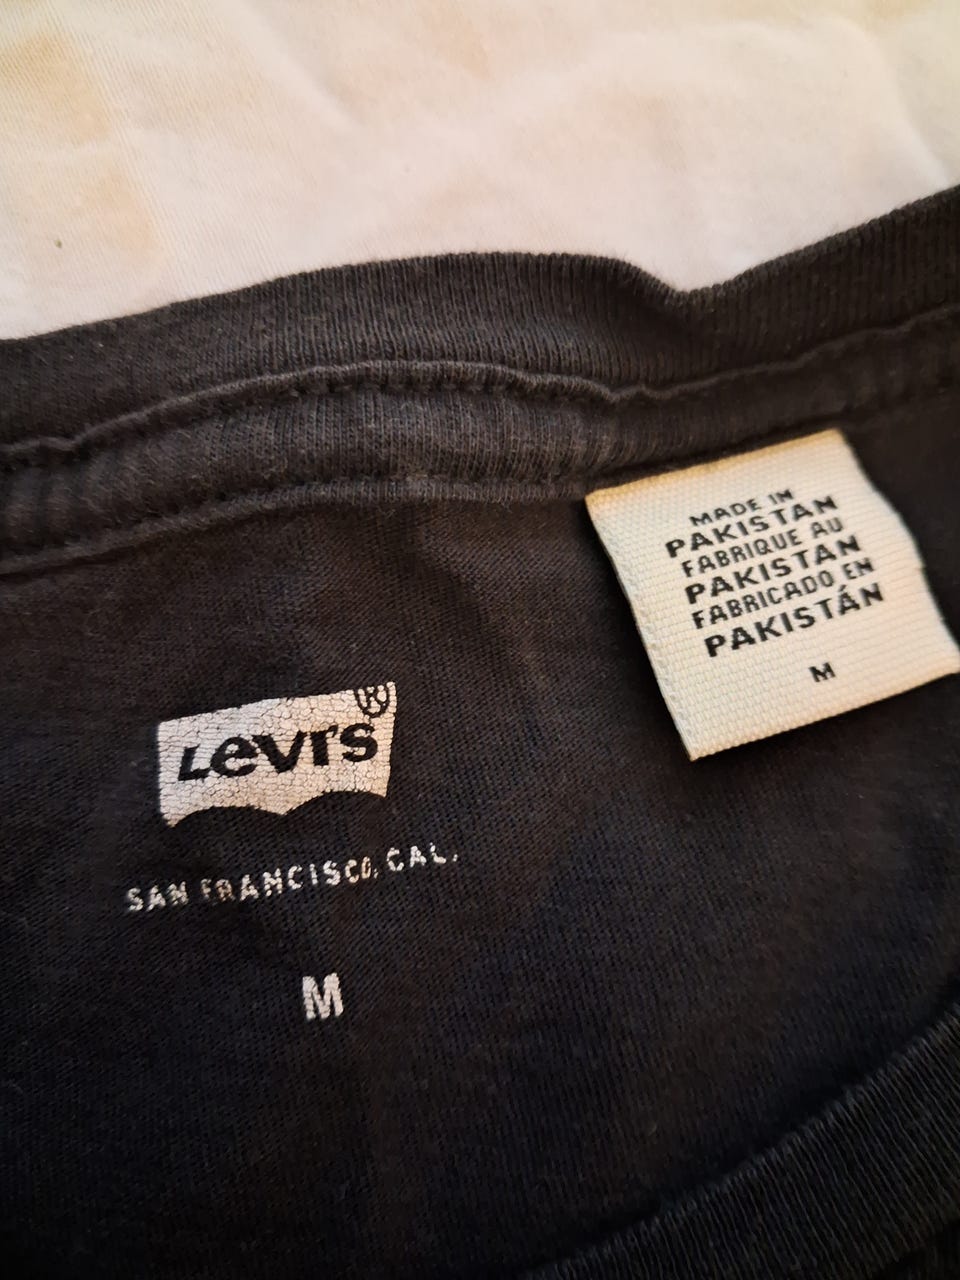 MADE IN
PAKISTAN
FABRIQUE AU
PAKISTAN
FABRICADO EN
PAKISTÁN
M
Levi's®
SAN FRANCISCO, CAL.
M